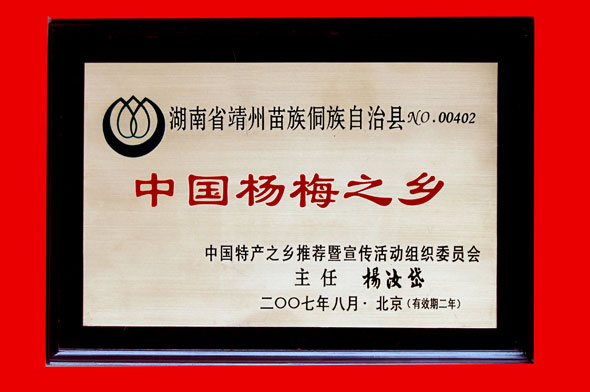 湖南省靖州苗族侗族自治县NO.00402
中国杨梅之乡
中国特产之乡推荐暨宣传活动组织委员会
主任 楊汝岱
二〇〇七年八月·北京(有效期二年)